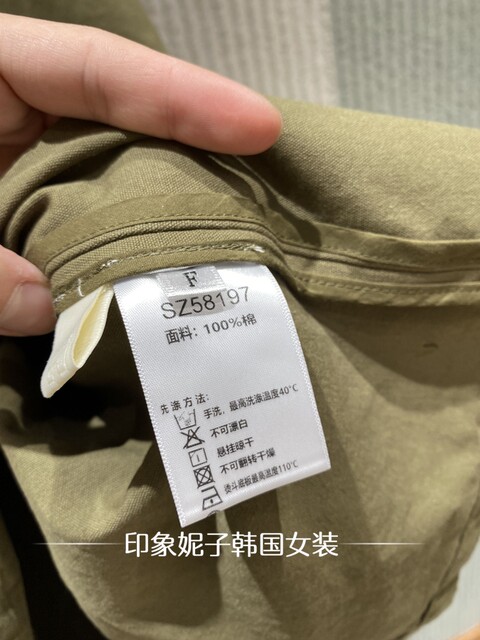 F
SZ58197
面料：100%棉
洗涤方法：
手洗，最高洗涤温度40℃
不可漂白
悬挂晾干
不可翻转干燥
熨斗底板最高温度110℃
印象妮子韩国女装